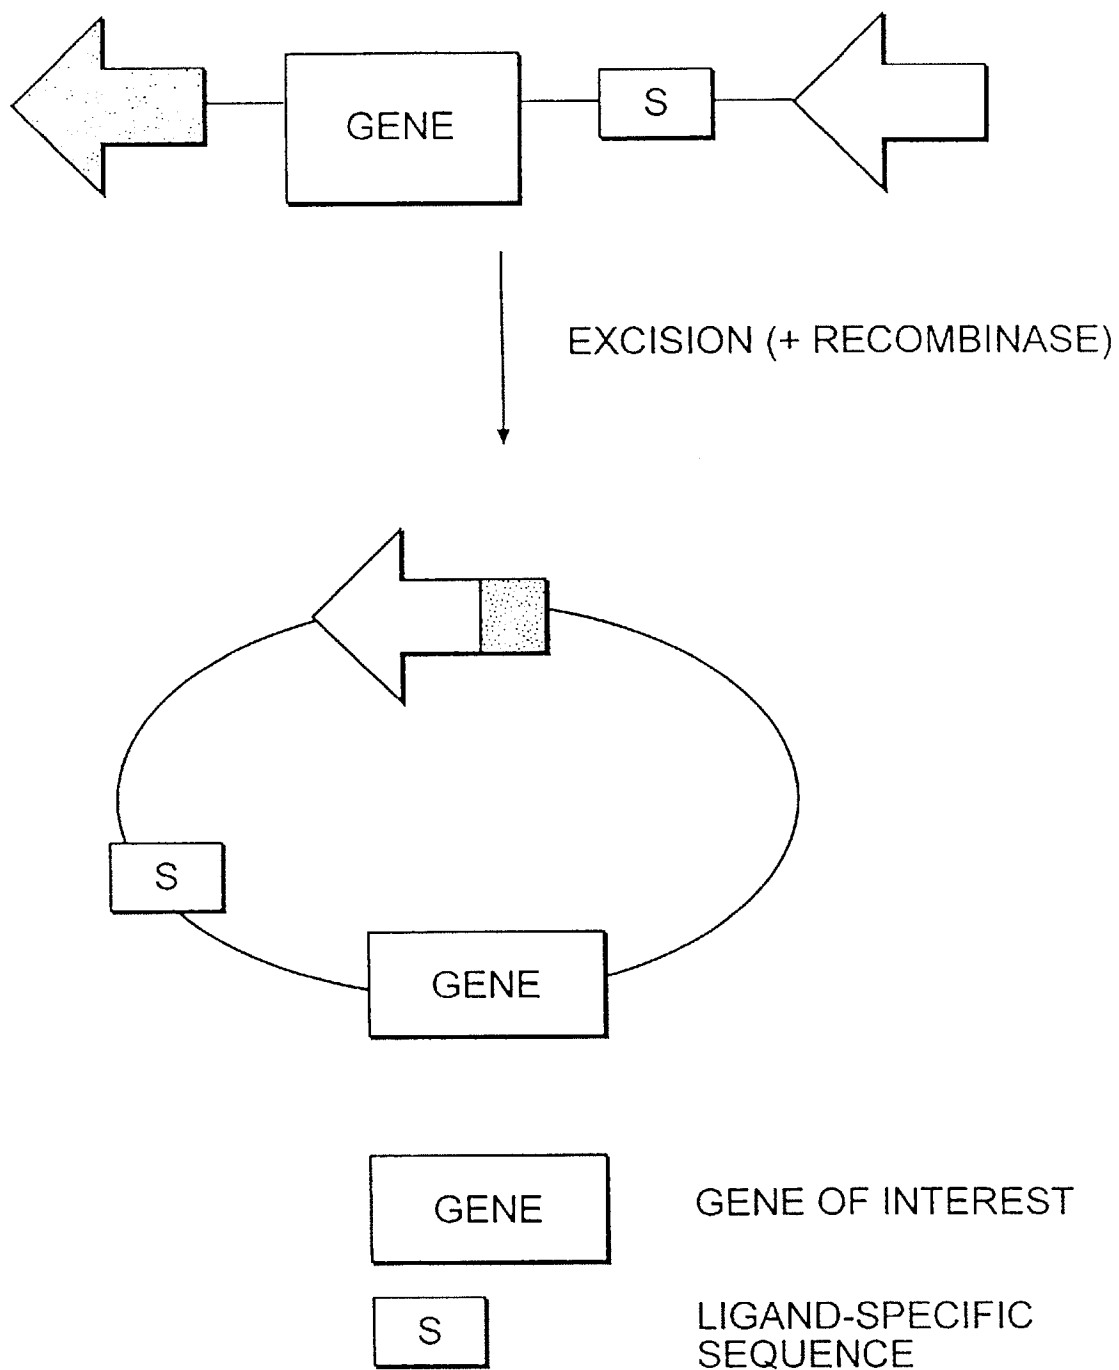 GENE
S
EXCISION (+ RECOMBINASE)
S
GENE
GENE
GENE OF INTEREST
S
LIGAND-SPECIFIC
SEQUENCE